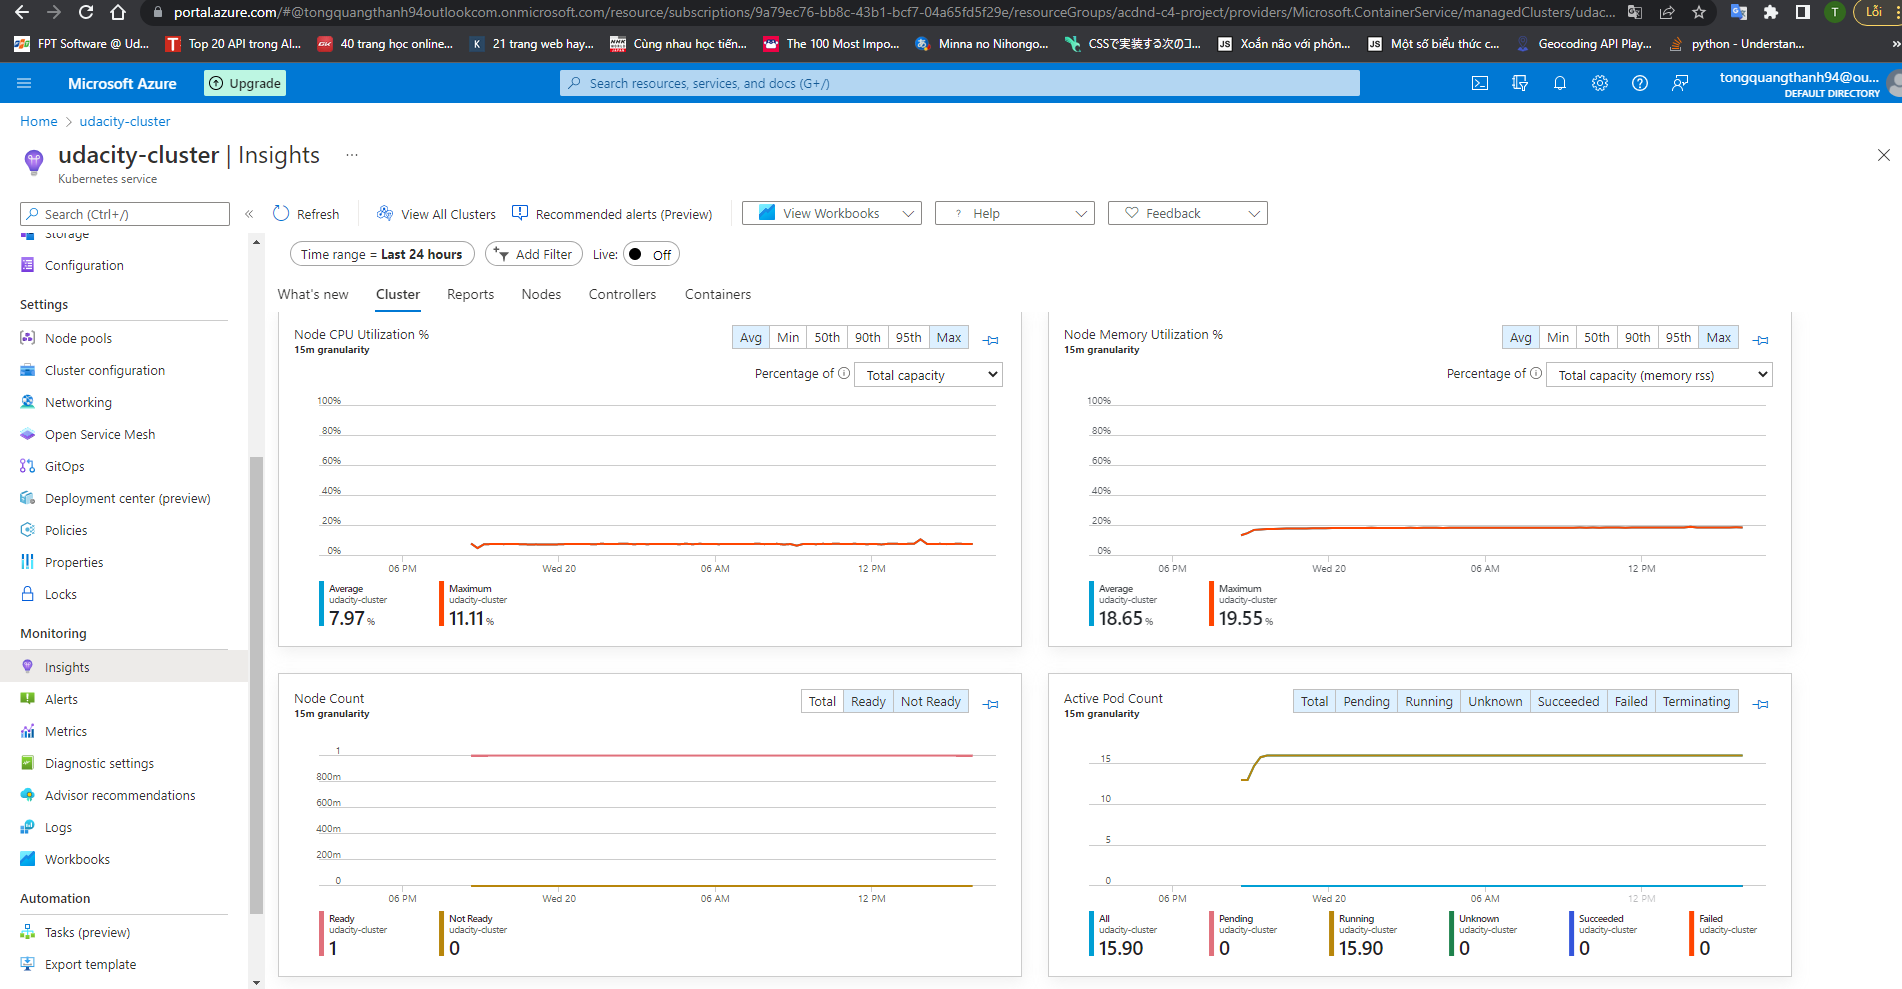 portal.azure.com/#@tongquangthanh94outlookcom.onmicrosoft.com/resource/subscriptions/9a79ec76-bb8c-43b1-bcf7-04a65fd5f29e/resourceGroups/acdnd-c4-project/providers/Microsoft.ContainerService/managedClusters/udac...
T
Lỗi
FPT Software @ Ud...
Top 20 API trong Al...
40 trang học online...
21 trang web hay,...
Cùng nhau học tiến...
The 100 Most Impo...
Minna no Nihongo...
CSSで実装する次のコ...
Xoắn não với phỏn...
Một số biểu thức c...
Geocoding API Play...
python - Understan...
Microsoft Azure
Upgrade
Search resources, services, and docs (G+/)
tongquangthanh94@ou...
DEFAULT DIRECTORY
Home > udacity-cluster
udacity-cluster | Insights ...
Kubernetes service
Search (Ctrl+/)
Storage
Configuration
Settings
Node pools
Cluster configuration
Networking
Open Service Mesh
GitOps
Deployment center (preview)
Policies
Properties
Locks
Monitoring
Insights
Alerts
Metrics
Diagnostic settings
Advisor recommendations
Logs
Workbooks
Automation
Tasks (preview)
Export template
Refresh
View All Clusters
Recommended alerts (Preview)
View Workbooks
? Help
Feedback
Time range = Last 24 hours
Add Filter
Live: Off
What's new
Cluster
Reports
Nodes
Controllers
Containers
Node CPU Utilization %
15m granularity
Avg Min 50th 90th 95th Max
Percentage of Total capacity
100%
80%
60%
40%
20%
0%
06 PM Wed 20 06 AM 12 PM
Average
udacity-cluster
7.97 %
Maximum
udacity-cluster
11.11 %
Node Memory Utilization %
15m granularity
Avg Min 50th 90th 95th Max
Percentage of Total capacity (memory rss)
100%
80%
60%
40%
20%
0%
06 PM Wed 20 06 AM 12 PM
Average
udacity-cluster
18.65 %
Maximum
udacity-cluster
19.55 %
Node Count
15m granularity
Total Ready Not Ready
1
800m
600m
400m
200m
0
06 PM Wed 20 06 AM 12 PM
Ready
udacity-cluster
1
Not Ready
udacity-cluster
0
Active Pod Count
15m granularity
Total Pending Running Unknown Succeeded Failed Terminating
15
10
5
0
06 PM Wed 20 06 AM 12 PM
All
udacity-cluster
15.90
Pending
udacity-cluster
0
Running
udacity-cluster
15.90
Unknown
udacity-cluster
0
Succeeded
udacity-cluster
0
Failed
udacity-cluster
0